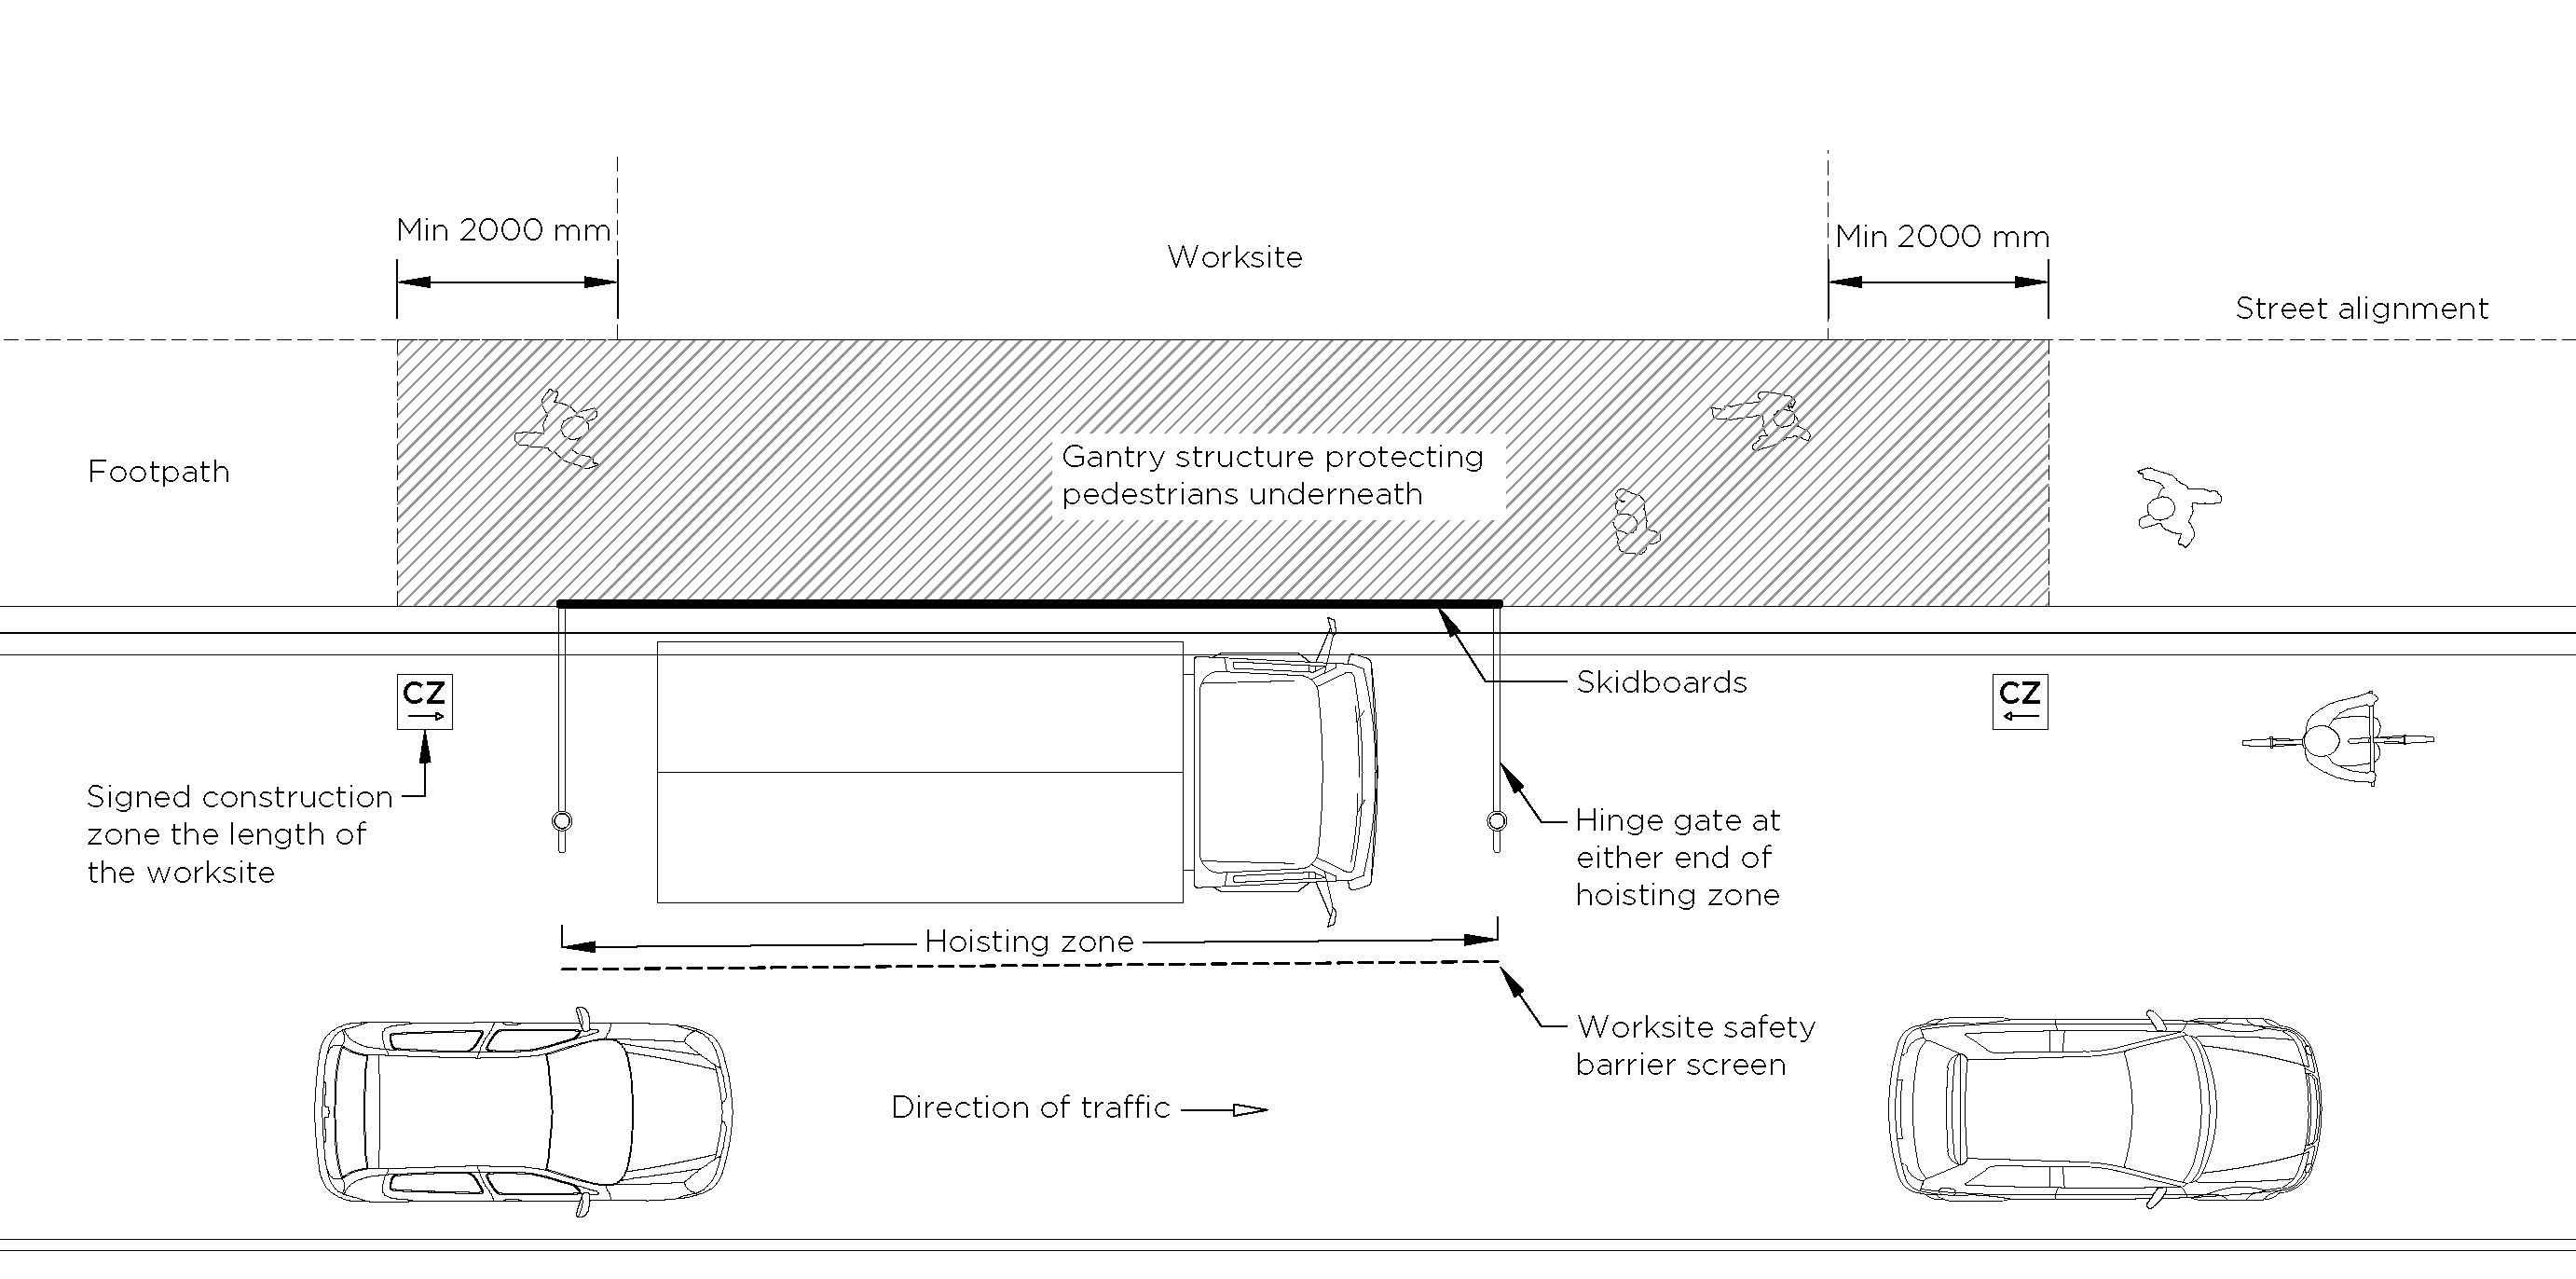 Min 2000 mm
Worksite
Min 2000 mm
Street alignment
Footpath
Gantry structure protecting
pedestrians underneath
CZ
Skidboards
CZ
Signed construction
zone the length of
the worksite
Hinge gate at
either end of
hoisting zone
Hoisting zone
Worksite safety
barrier screen
Direction of traffic